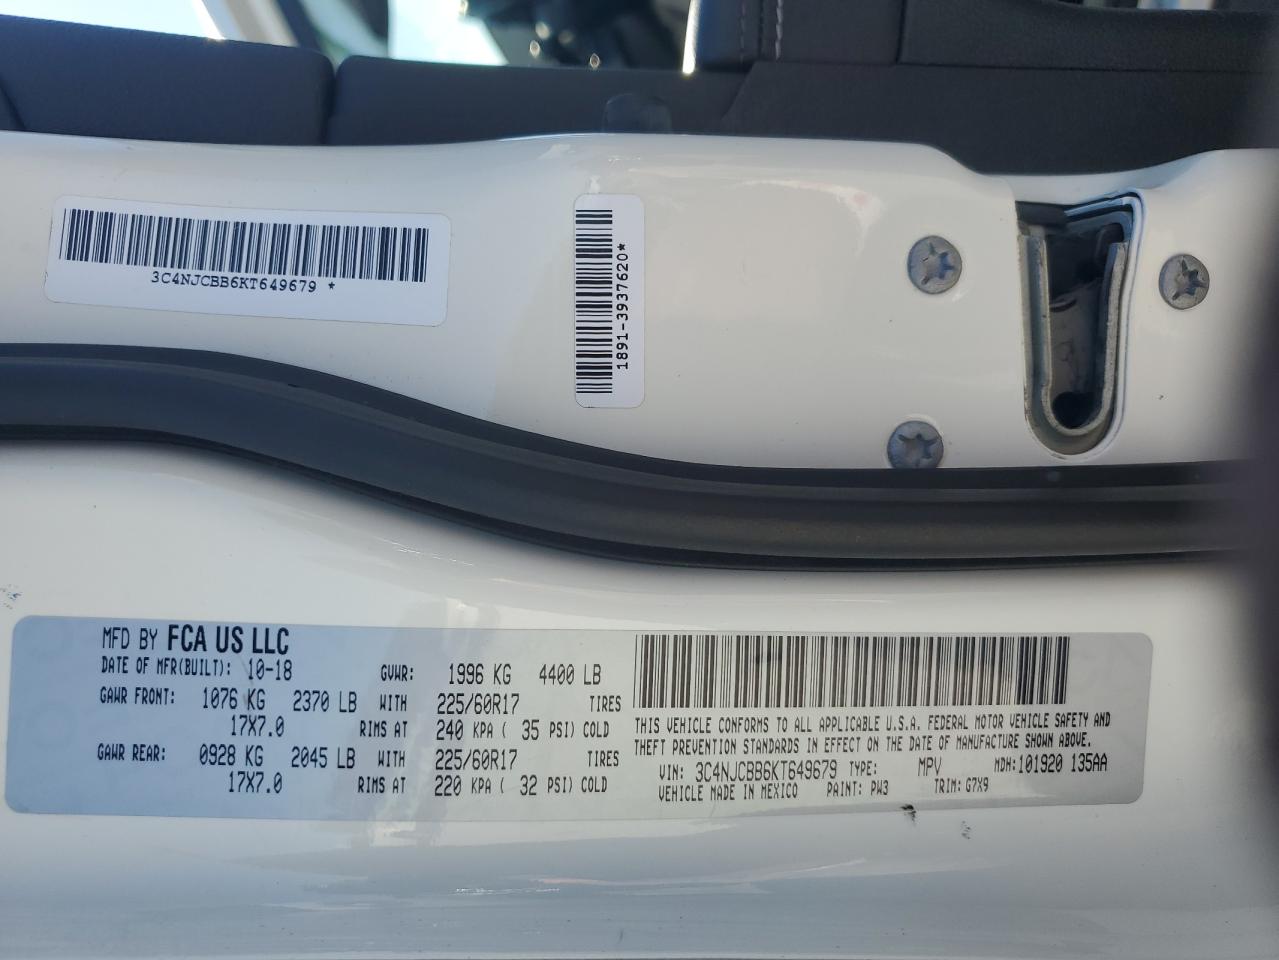 3C4NJCBB6KT649679 *
1891-3937620*
MFD BY FCA US LLC
DATE OF MFR(BUILT): 10-18 GVWR: 1996 KG 4400 LB
GAWR FRONT: 1076 KG 2370 LB WITH 225/60R17 TIRES
17X7.0 RIMS AT 240 KPA ( 35 PSI) COLD
GAWR REAR: 0928 KG 2045 LB WITH 225/60R17 TIRES
17X7.0 RIMS AT 220 KPA ( 32 PSI) COLD
THIS VEHICLE CONFORMS TO ALL APPLICABLE U.S.A. FEDERAL MOTOR VEHICLE SAFETY AND
THEFT PREVENTION STANDARDS IN EFFECT ON THE DATE OF MANUFACTURE SHOWN ABOVE.
VIN: 3C4NJCBB6KT649679 TYPE: MPV MDH: 101920 135AA
VEHICLE MADE IN MEXICO PAINT: PW3 TRIM: G7X9